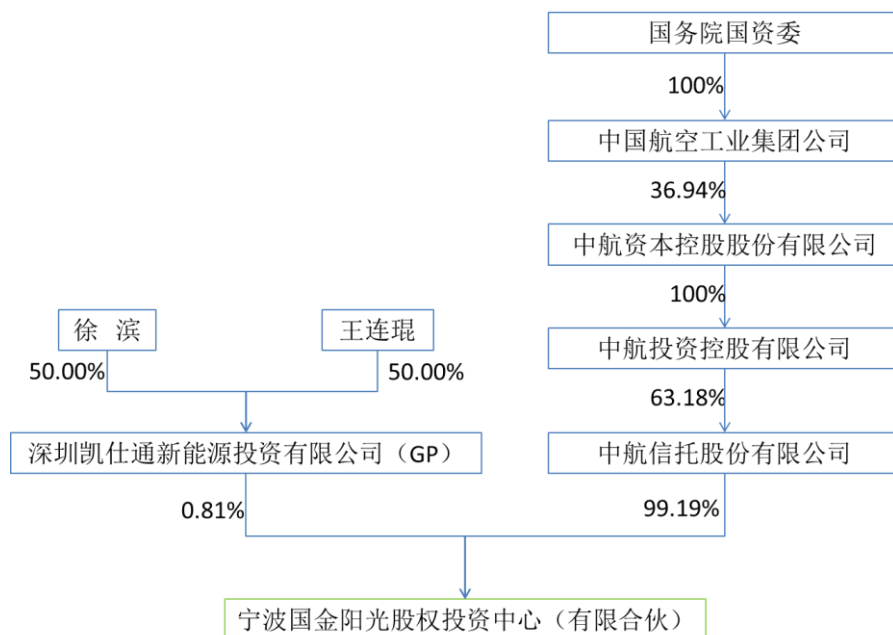 国务院国资委
100%
中国航空工业集团公司
36.94%
中航资本控股股份有限公司
100%
徐 滨
王连琨
中航投资控股有限公司
50.00%
50.00%
63.18%
深圳凯仕通新能源投资有限公司（GP）
中航信托股份有限公司
0.81%
99.19%
宁波国金阳光股权投资中心（有限合伙）